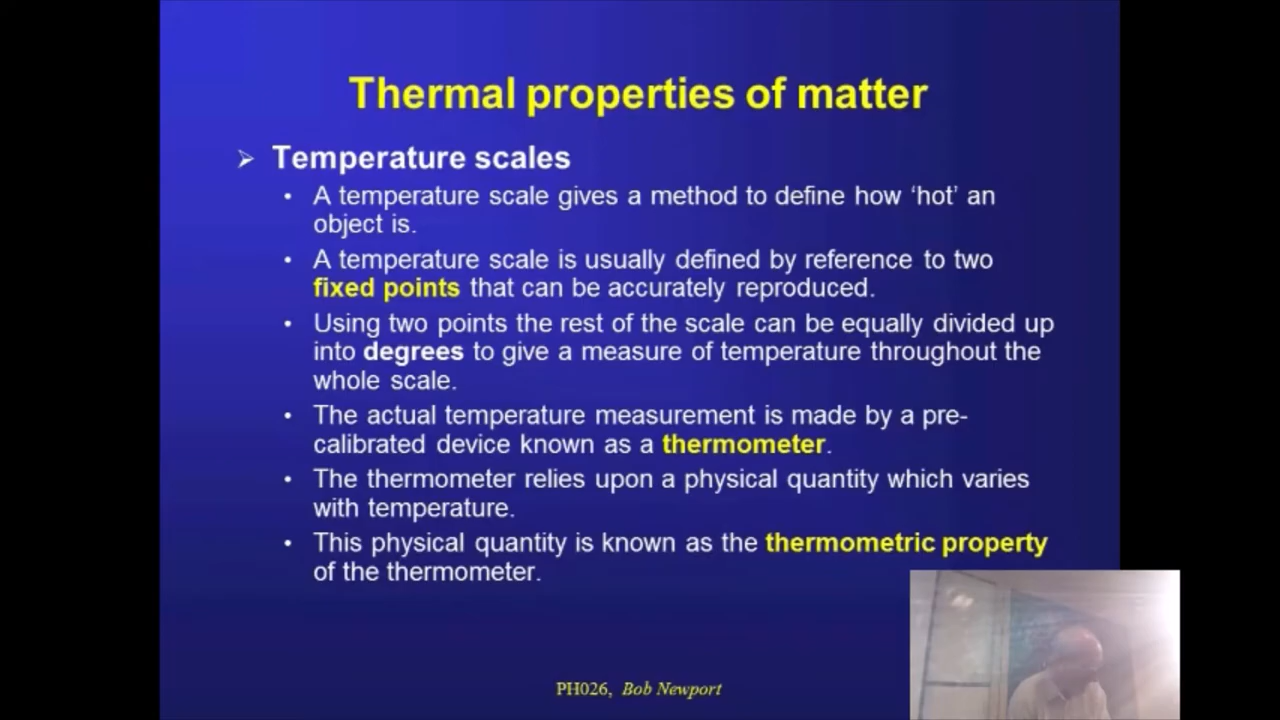 Thermal properties of matter
➢ Temperature scales
• A temperature scale gives a method to define how ‘hot’ an
object is.
• A temperature scale is usually defined by reference to two
fixed points that can be accurately reproduced.
• Using two points the rest of the scale can be equally divided up
into degrees to give a measure of temperature throughout the
whole scale.
• The actual temperature measurement is made by a pre-
calibrated device known as a thermometer.
• The thermometer relies upon a physical quantity which varies
with temperature.
• This physical quantity is known as the thermometric property
of the thermometer.
PH026, Bob Newport